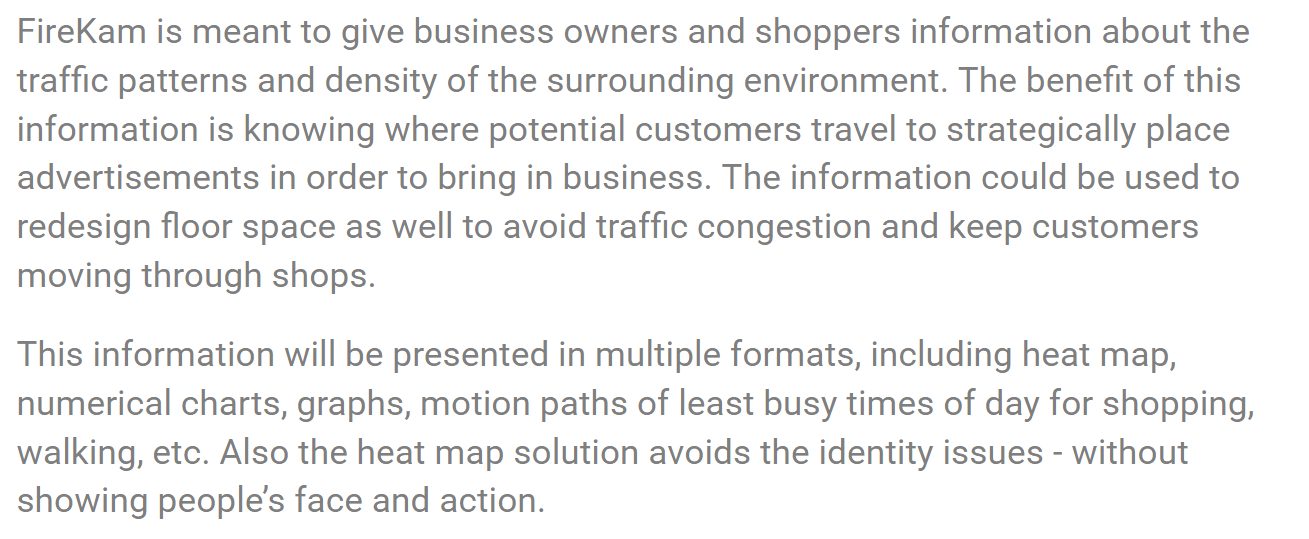 FireKam is meant to give business owners and shoppers information about the
traffic patterns and density of the surrounding environment. The benefit of this
information is knowing where potential customers travel to strategically place
advertisements in order to bring in business. The information could be used to
redesign floor space as well to avoid traffic congestion and keep customers
moving through shops.
This information will be presented in multiple formats, including heat map,
numerical charts, graphs, motion paths of least busy times of day for shopping,
walking, etc. Also the heat map solution avoids the identity issues - without
showing people’s face and action.